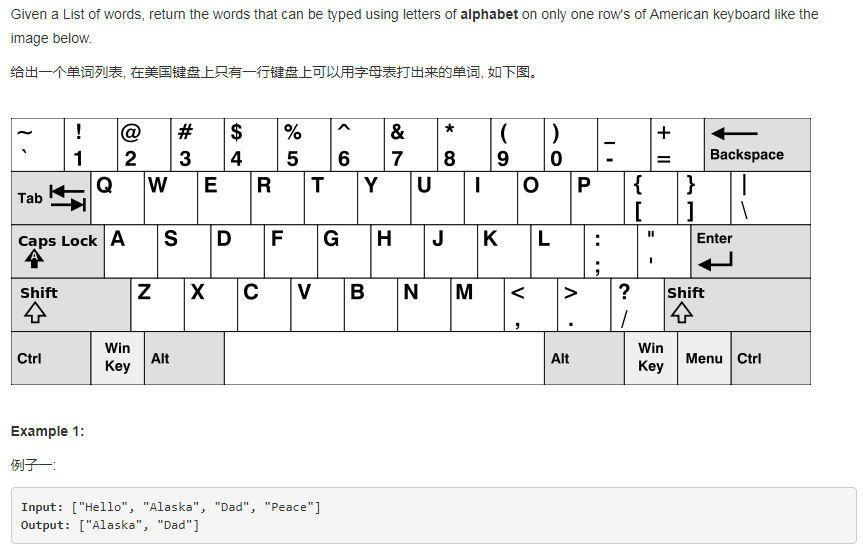 Given a List of words, return the words that can be typed using letters of alphabet on only one row's of American keyboard like the
image below.
给出一个单词列表, 在美国键盘上只有一行键盘上可以用字母表打出来的单词, 如下图。
~ ! @ # $ % ^ & * ( ) _ +
` 1 2 3 4 5 6 7 8 9 0 - = Backspace
Tab Q W E R T Y U I O P { } |
[ ] \
Caps Lock A S D F G H J K L : " Enter
A ; '
Shift Z X C V B N M < > ? Shift
, . /
Ctrl Win Key Alt Alt Win Key Menu Ctrl
Example 1:
例子一:
Input: ["Hello", "Alaska", "Dad", "Peace"]
Output: ["Alaska", "Dad"]